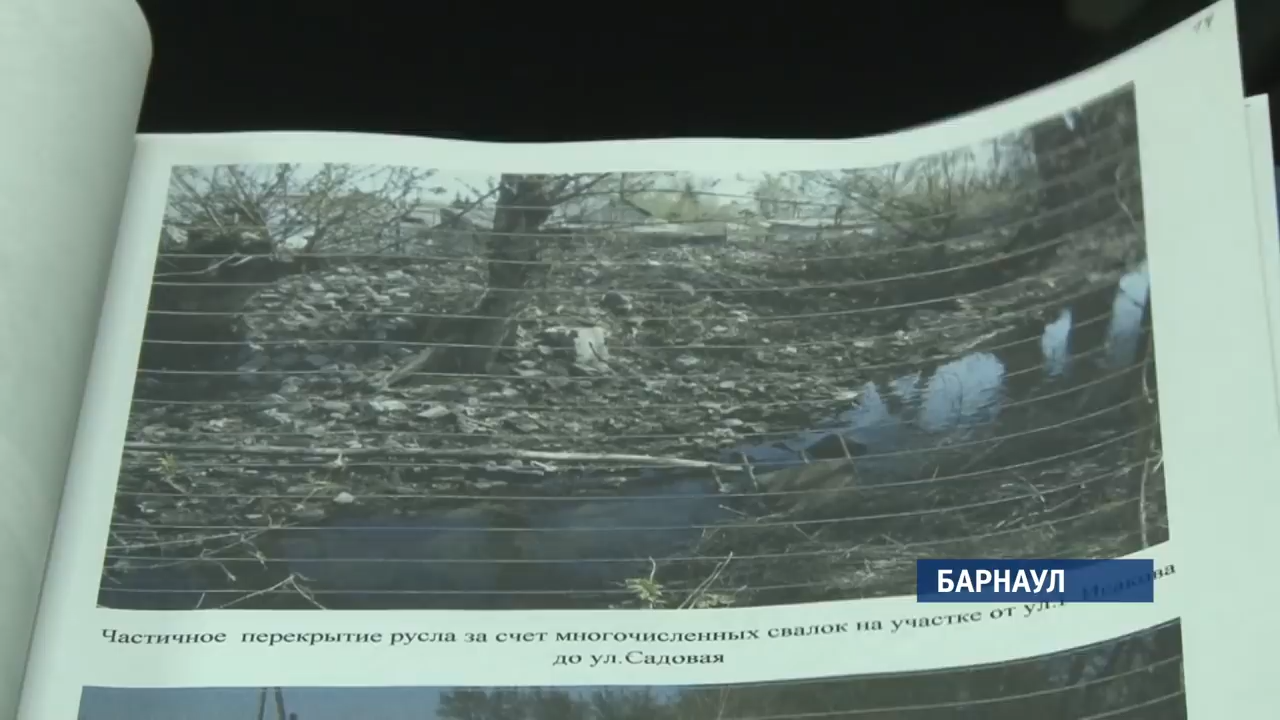 БАРНАУЛ
Частичное перекрытие русла за счет многочисленных свалок на участке от ул.
до ул.Садовая